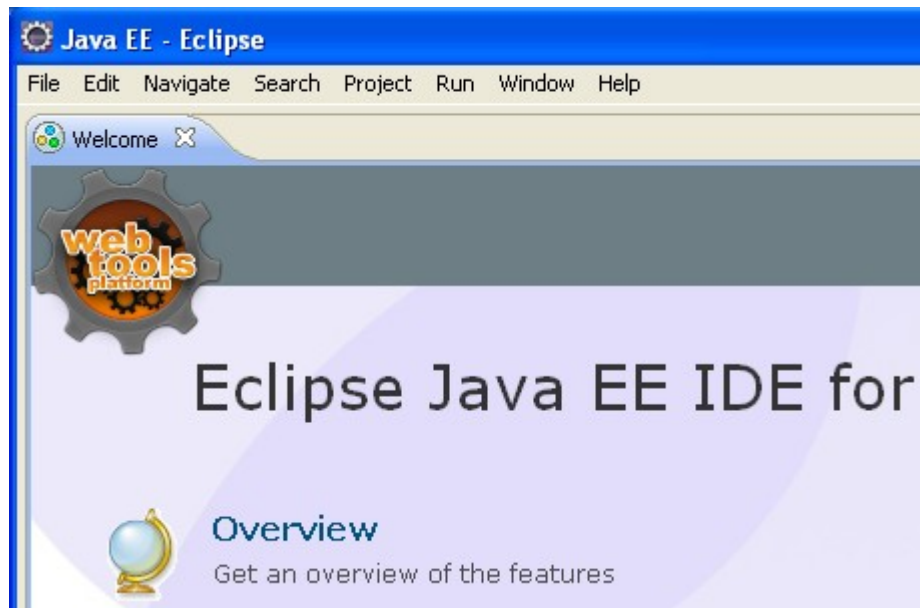 Java EE - Eclipse
File Edit Navigate Search Project Run Window Help
Welcome
web
tools
platform
Eclipse Java EE IDE for
Overview
Get an overview of the features